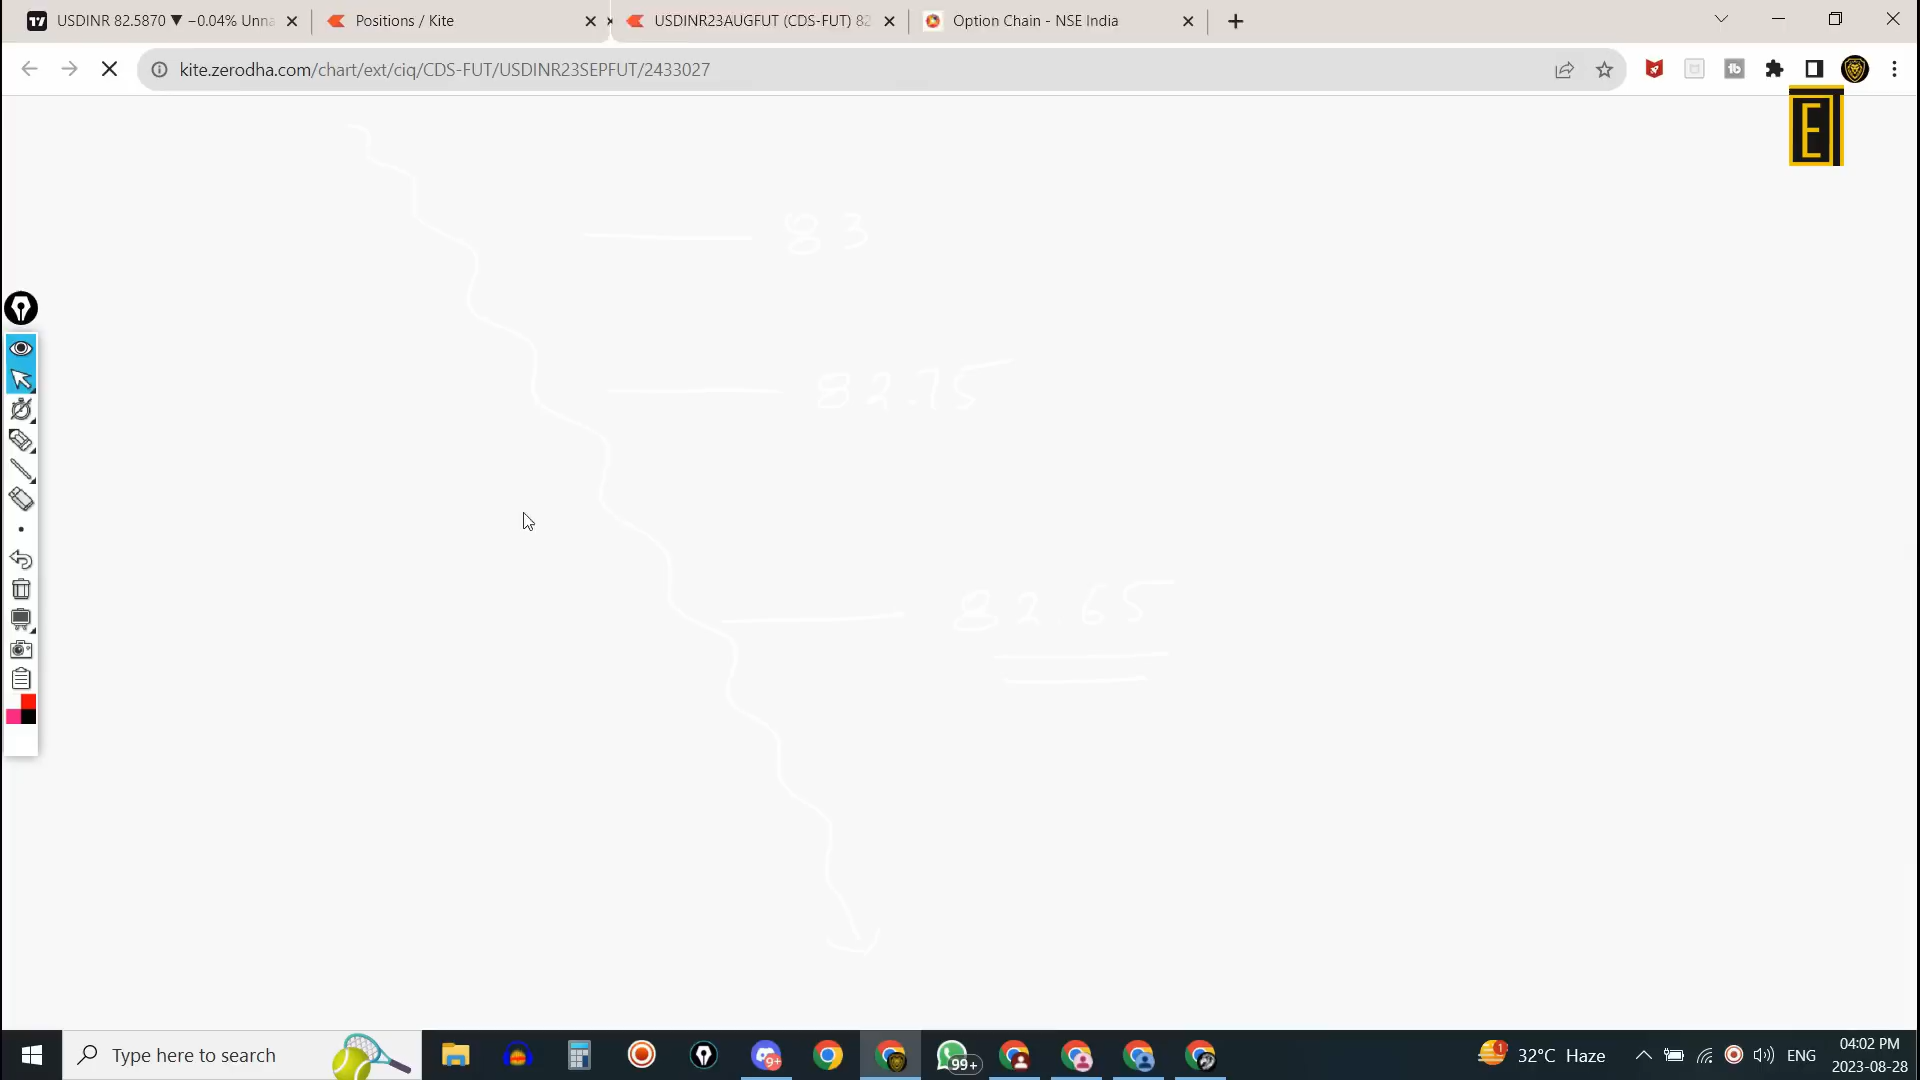 USDINR 82.5870 ▼ −0.04% Unna
Positions / Kite
USDINR23AUGFUT (CDS-FUT) 82
Option Chain - NSE India
kite.zerodha.com/chart/ext/ciq/CDS-FUT/USDINR23SEPFUT/2433027
E
83
82.75
82 65
Type here to search
9+
99+
1
32°C Haze
ENG
04:02 PM
2023-08-28